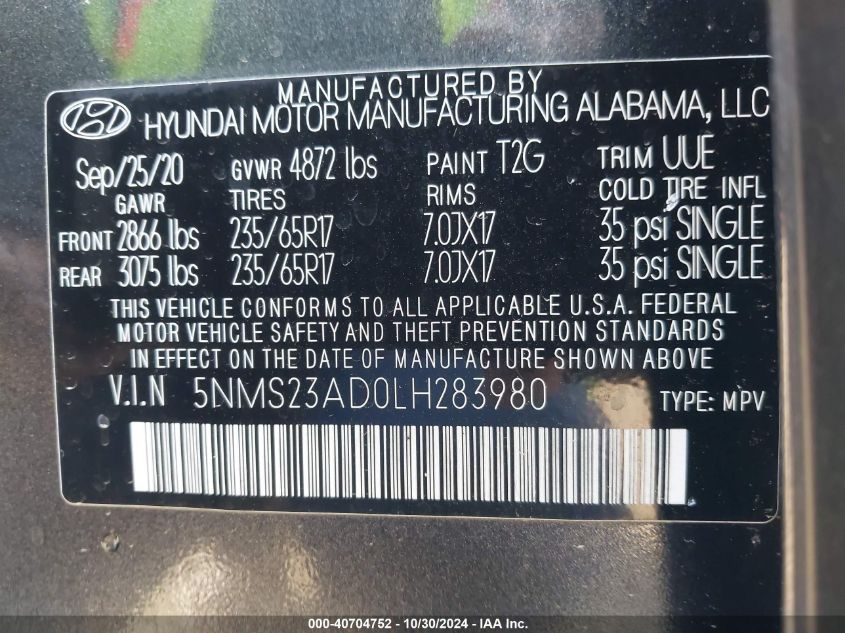 MANUFACTURED BY
HYUNDAI MOTOR MANUFACTURING ALABAMA, LLC
Sep/25/20 GVWR 4872 lbs PAINT T2G TRIM UUE
GAWR TIRES RIMS COLD TIRE INFL
FRONT 2866 lbs 235/65R17 7.0JX17 35 psi SINGLE
REAR 3075 lbs 235/65R17 7.0JX17 35 psi SINGLE
THIS VEHICLE CONFORMS TO ALL APPLICABLE U.S.A. FEDERAL
MOTOR VEHICLE SAFETY AND THEFT PREVENTION STANDARDS
IN EFFECT ON THE DATE OF MANUFACTURE SHOWN ABOVE.
V.I.N 5NMS23AD0LH283980 TYPE: MPV
000-40704752 - 10/30/2024 - IAA Inc.